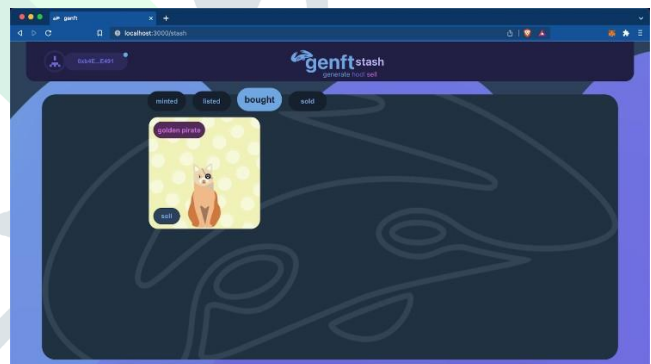 genft
localhost:3000/stash
genft stash
generate host sell
minted listed bought sold
golden pirate
sell